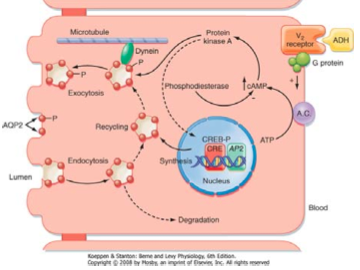 Microtubule
Protein
kinase A
V2
receptor
ADH
Dynein
G protein
P
P
+
Exocytosis
Phosphodiesterase
cAMP
-
P
AQP2
A.C.
Recycling
CREB-P
CRE
AP2
ATP
Endocytosis
Synthesis
Lumen
Nucleus
Blood
Degradation
Koeppen & Stanton: Berne and Levy Physiology, 6th Edition.
Copyright © 2008 by Mosby, an imprint of Elsevier, Inc. All rights reserved